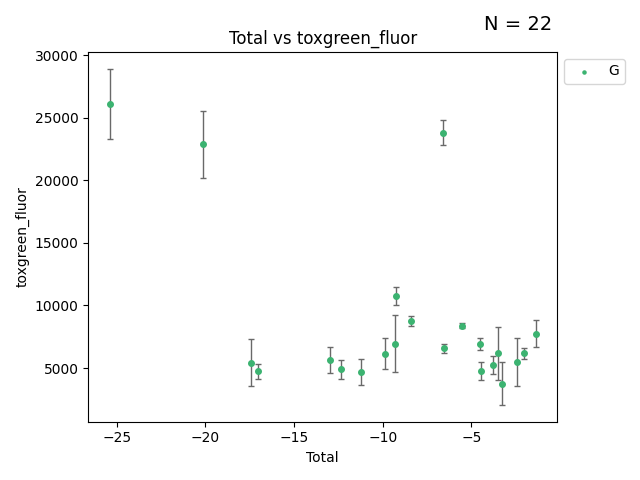 N = 22
Total vs toxgreen_fluor
G
30000
25000
20000
15000
10000
5000
toxgreen_fluor
−25
−20
−15
−10
−5
Total